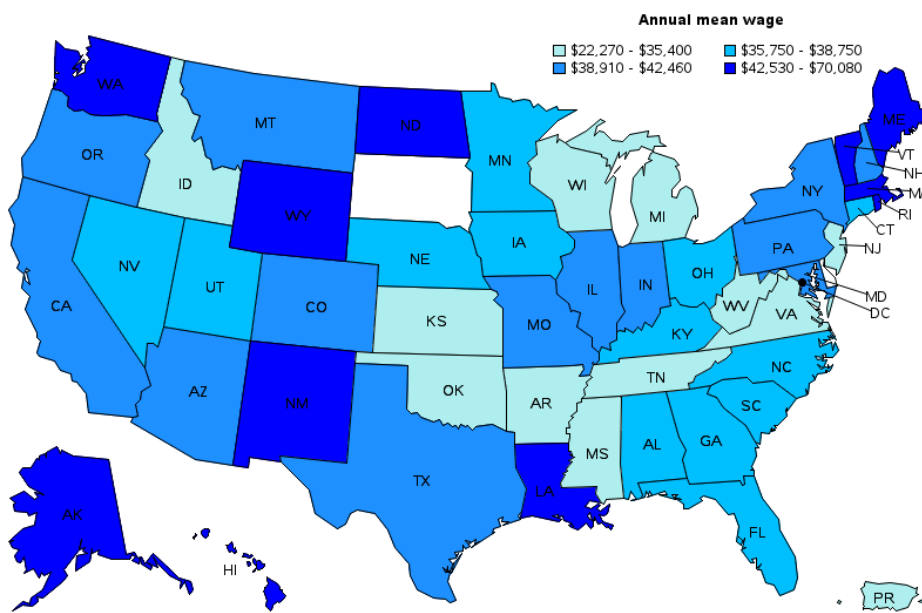 Annual mean wage
$22,270 - $35,400 $35,750 - $38,750
$38,910 - $42,460 $42,530 - $70,080
WA
MT
ND
ME
OR
MN
VT
ID
WI
NH
WY
NY
MA
MI
RI
IA
CT
NE
PA
NJ
NV
OH
UT
IL
IN
CA
CO
WV
MD
KS
MO
VA
DC
KY
NC
TN
OK
AZ
NM
AR
SC
MS
AL
GA
TX
LA
AK
FL
HI
PR